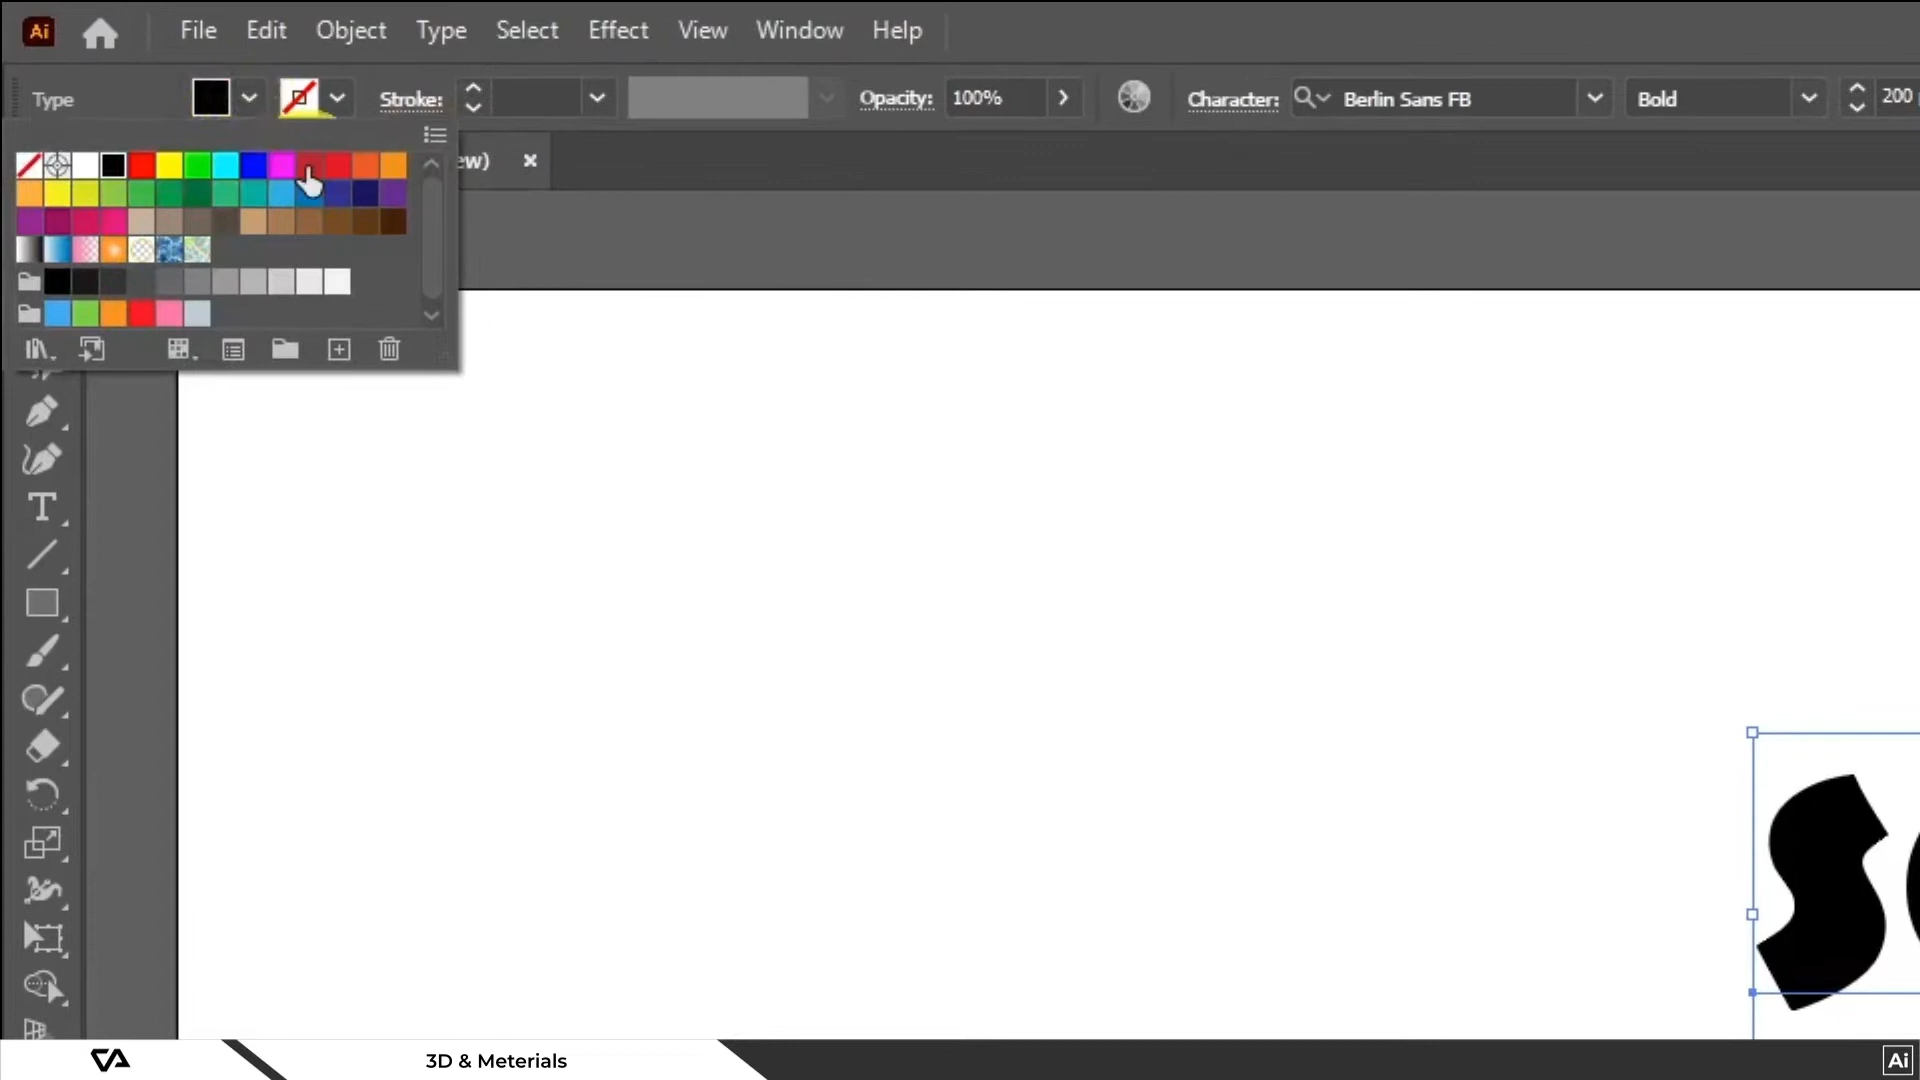 Ai File Edit Object Type Select Effect View Window Help
Type Stroke: Opacity: 100% Character: Berlin Sans FB Bold 200
ew) ×
S
3D & Meterials Ai